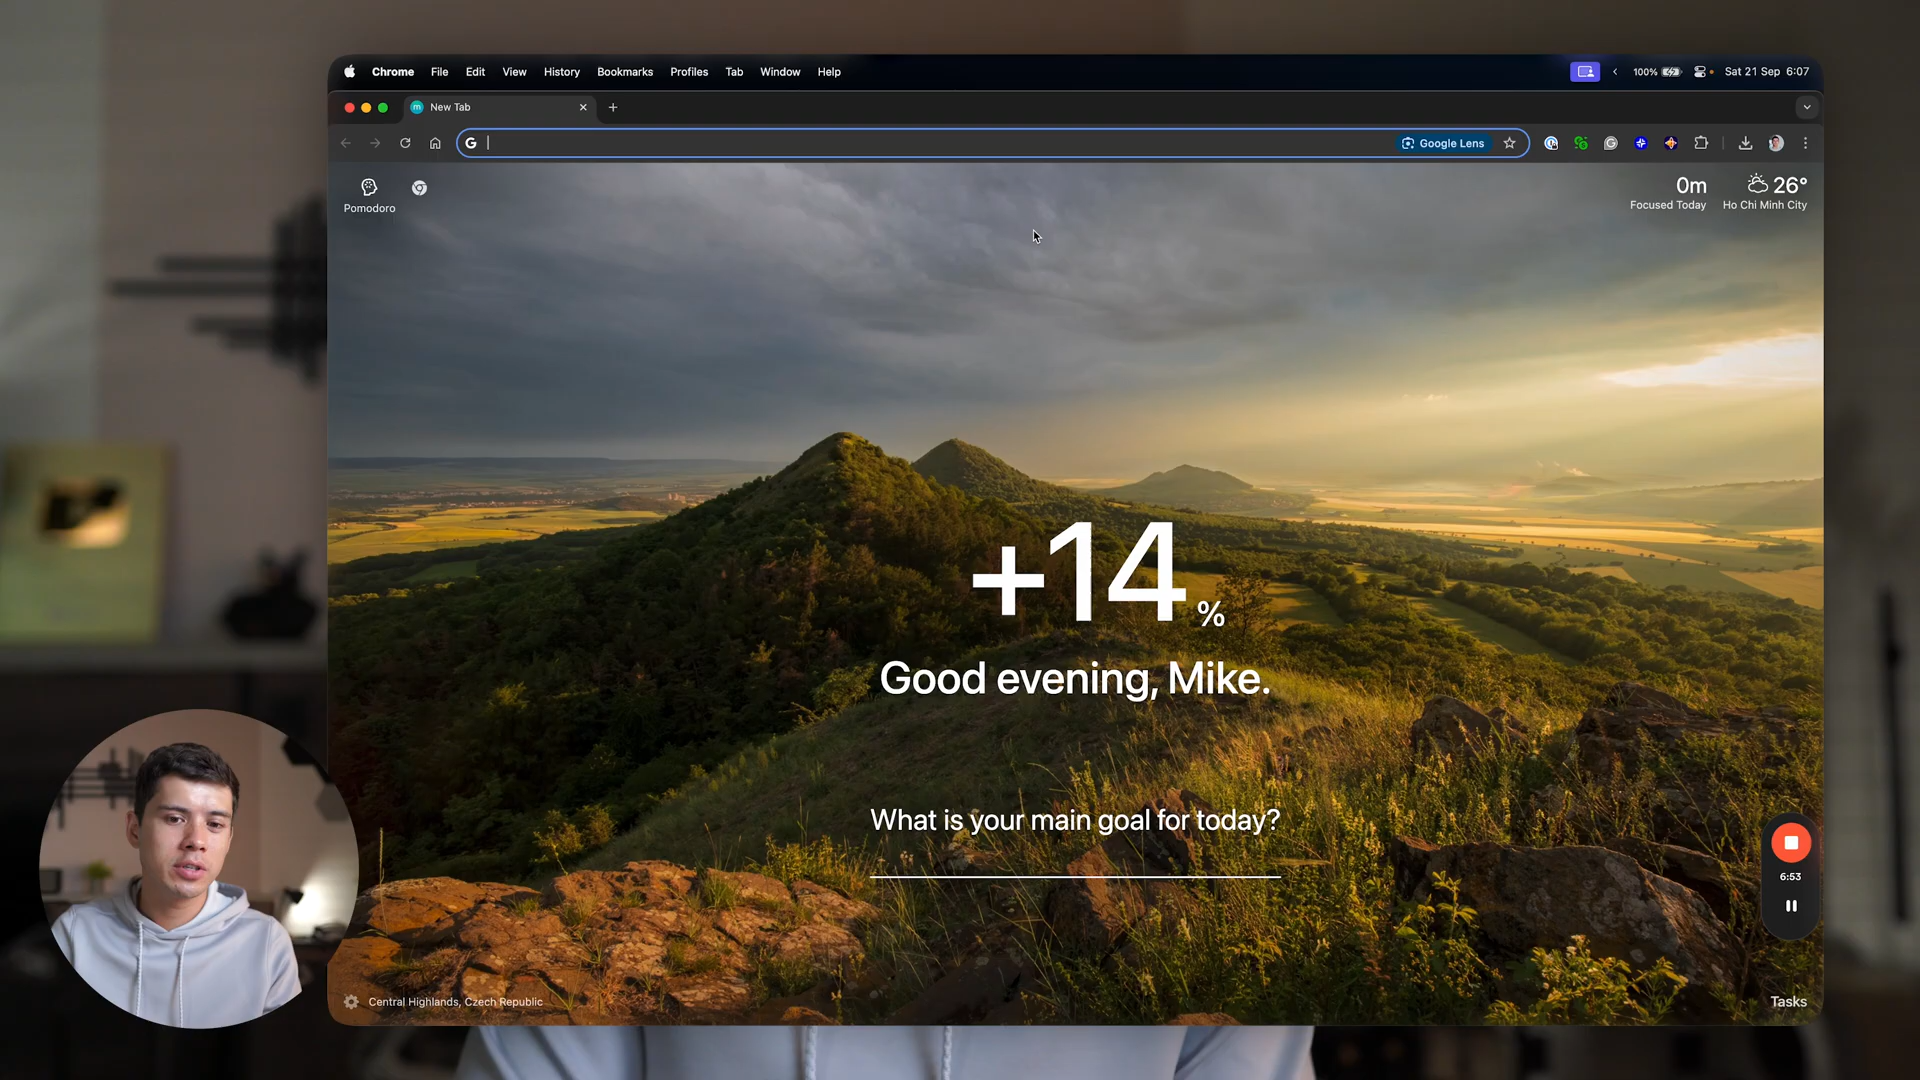 Chrome File Edit View History Bookmarks Profiles Tab Window Help
100% Sat 21 Sep 6:07
New Tab
Google Lens
Pomodoro
0m
Focused Today
26°
Ho Chi Minh City
+14 %
Good evening, Mike.
What is your main goal for today?
6:53
Central Highlands, Czech Republic
Tasks